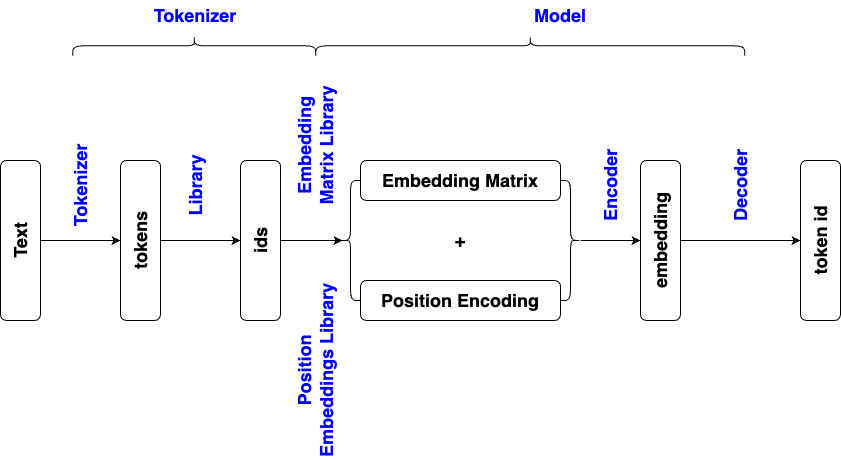 Tokenizer
Model
Text
Tokenizer
tokens
Library
ids
Embedding
Matrix Library
Position
Embeddings Library
Embedding Matrix
+
Position Encoding
Encoder
embedding
Decoder
token id